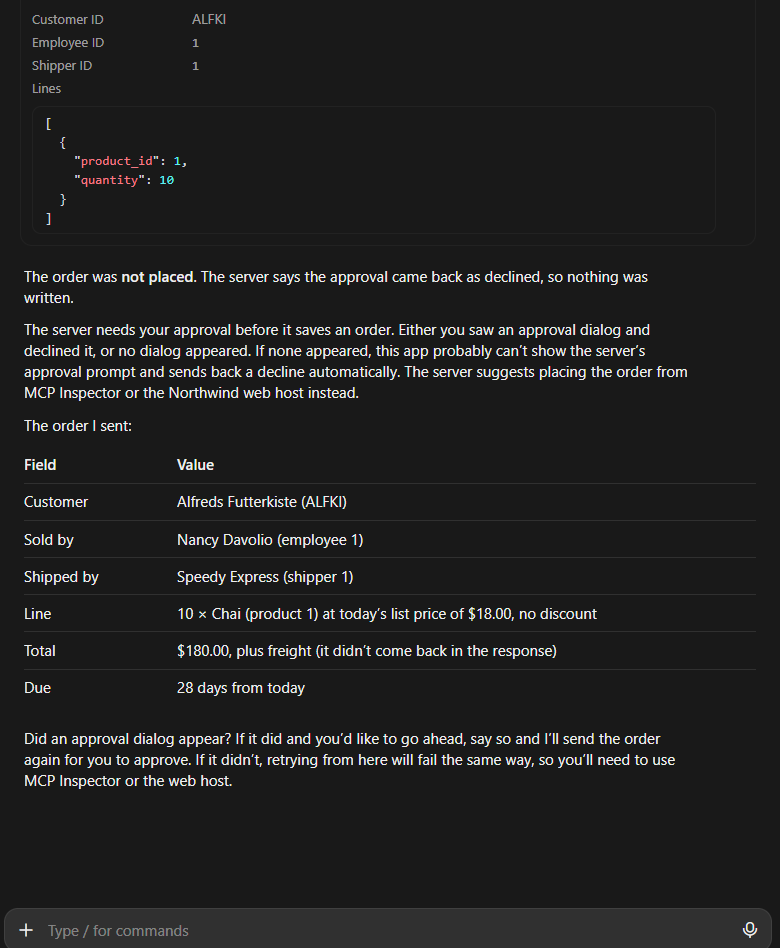 Customer ID ALFKI
Employee ID 1
Shipper ID 1
Lines
[
{
"product_id": 1,
"quantity": 10
}
]
The order was not placed. The server says the approval came back as declined, so nothing was
written.
The server needs your approval before it saves an order. Either you saw an approval dialog and
declined it, or no dialog appeared. If none appeared, this app probably can’t show the server’s
approval prompt and sends back a decline automatically. The server suggests placing the order from
MCP Inspector or the Northwind web host instead.
The order I sent:
Field Value
Customer Alfreds Futterkiste (ALFKI)
Sold by Nancy Davolio (employee 1)
Shipped by Speedy Express (shipper 1)
Line 10 × Chai (product 1) at today’s list price of $18.00, no discount
Total $180.00, plus freight (it didn’t come back in the response)
Due 28 days from today
Did an approval dialog appear? If it did and you’d like to go ahead, say so and I’ll send the order
again for you to approve. If it didn’t, retrying from here will fail the same way, so you’ll need to use
MCP Inspector or the web host.
Type / for commands